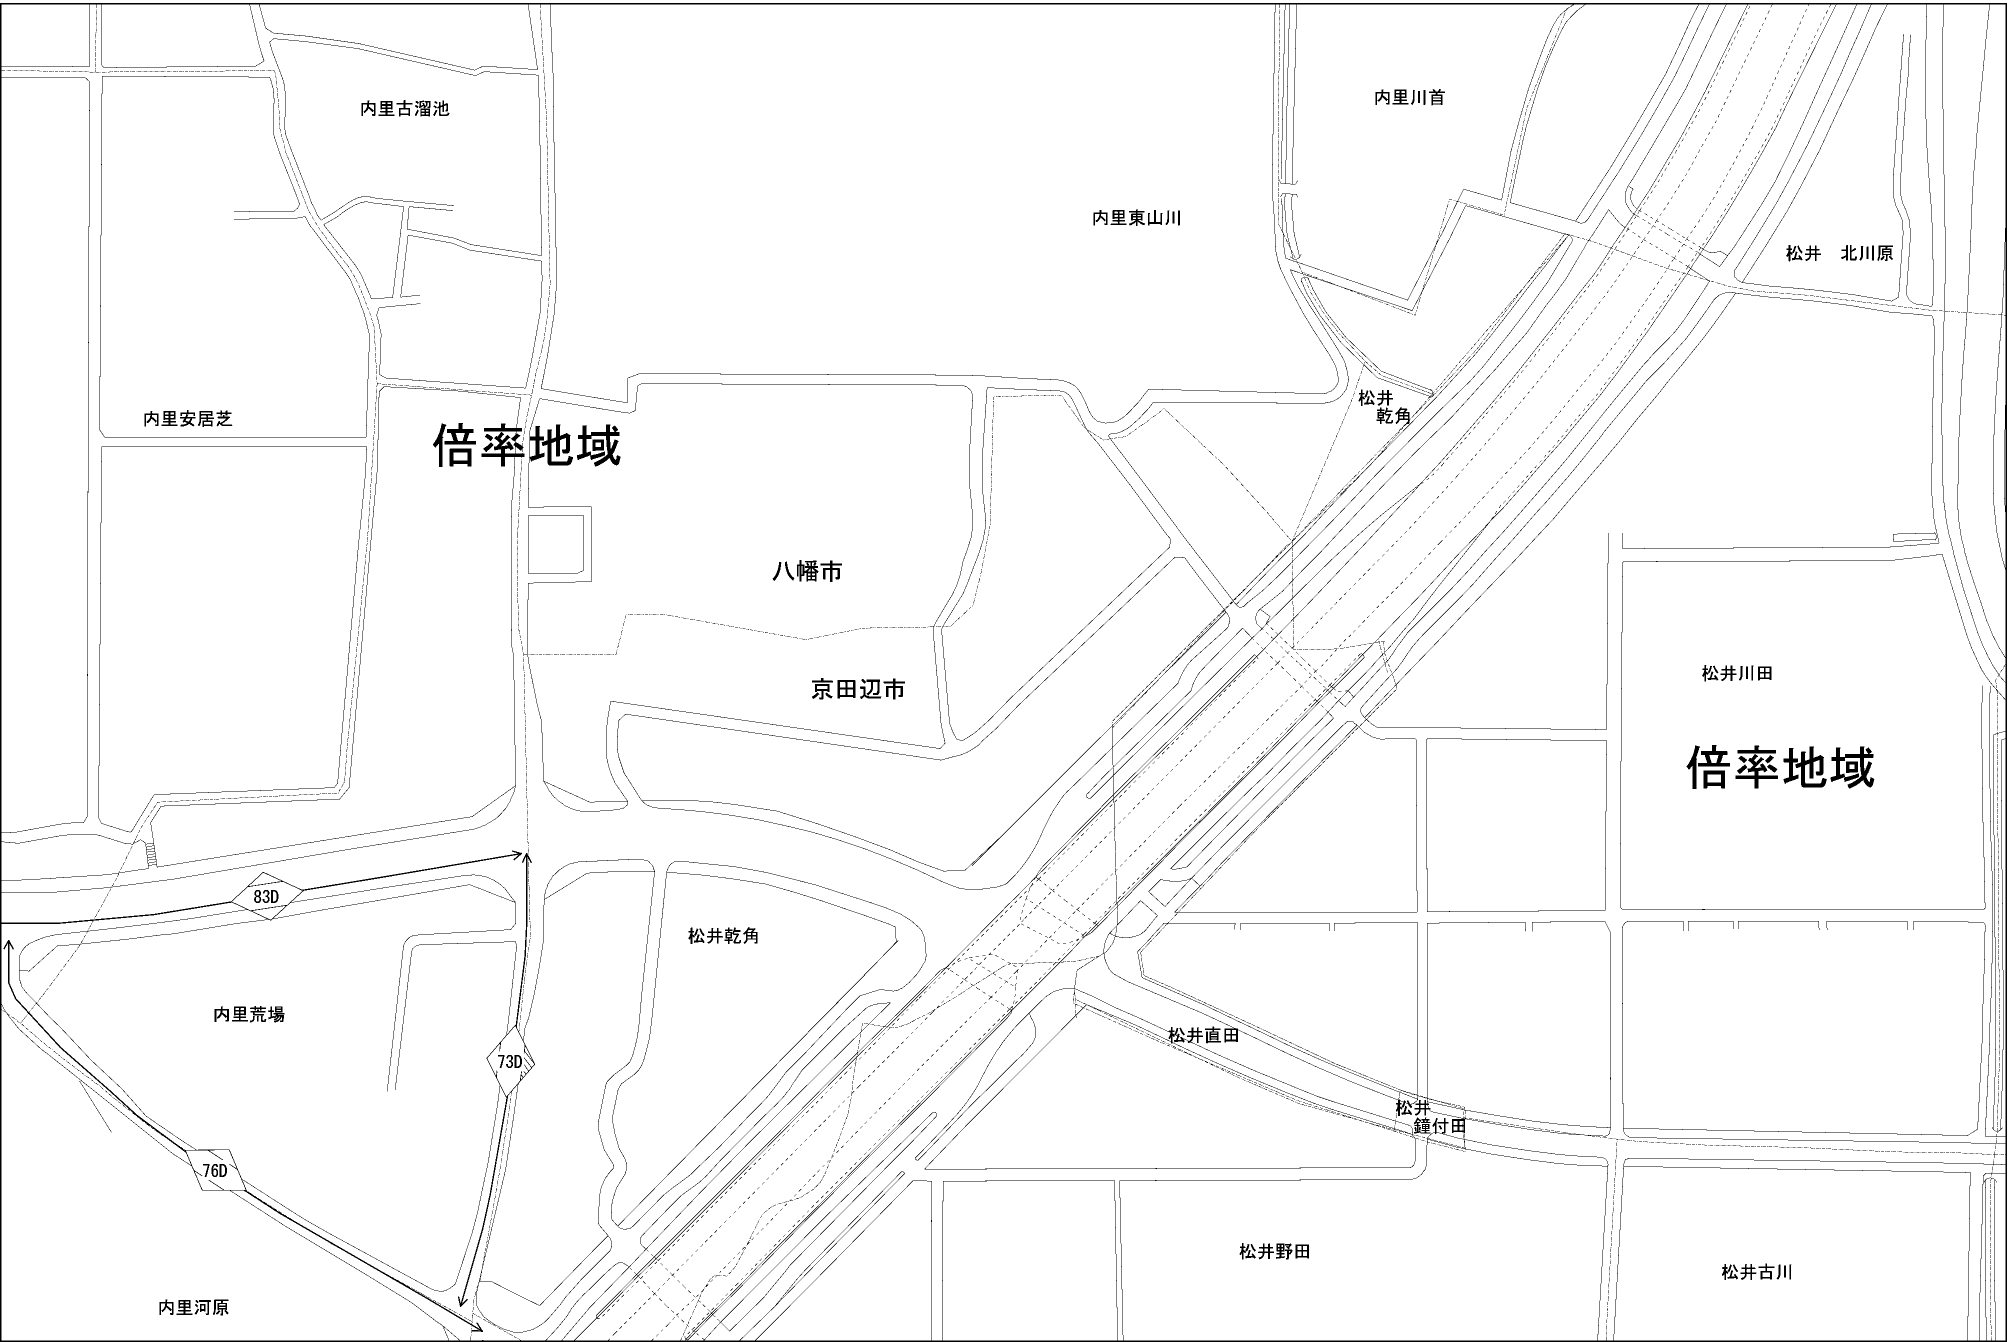 内里古溜池
内里川首
内里東山川
松井　北川原
内里安居芝
松井
乾角
倍率地域
八幡市
京田辺市
松井川田
倍率地域
83D
松井乾角
内里荒場
松井直田
73D
松井
鐘付田
76D
松井野田
松井古川
内里河原